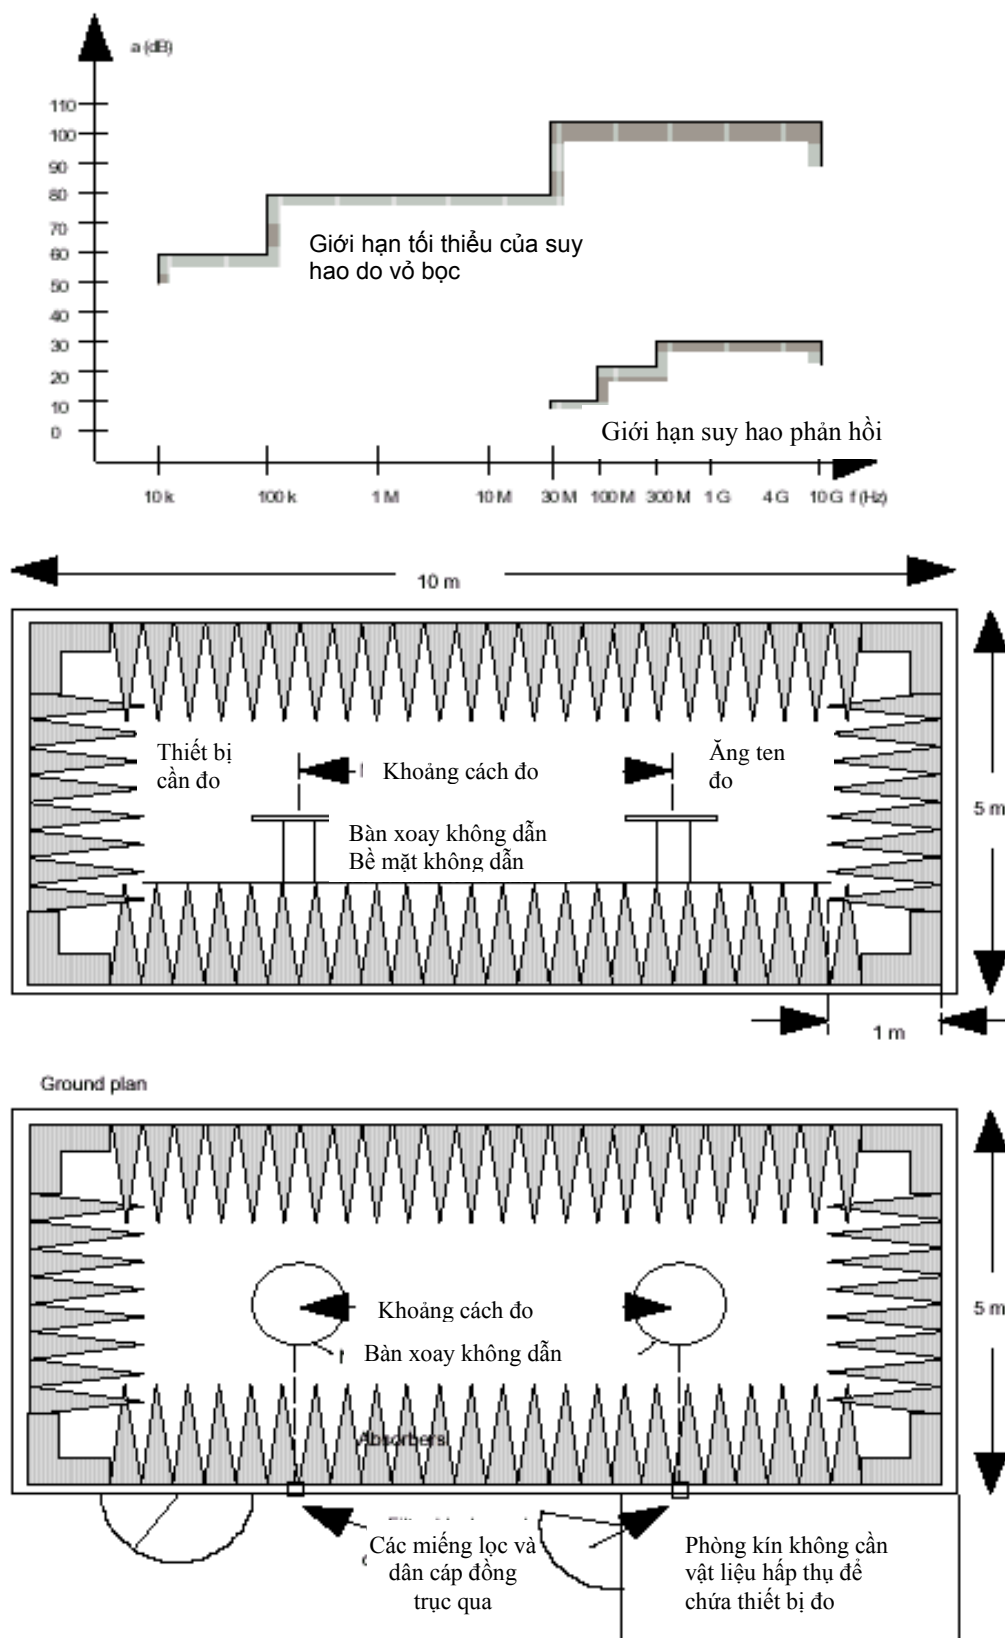 a (dB)
110
100
90
80
70
60
50
40
30
20
10
0
Giới hạn tối thiểu của suy
hao do vỏ bọc
Giới hạn suy hao phản hồi
10 k 100 k 1 M 10 M 30 M 100 M 300 M 1 G 4 G 10 G f (Hz)
10 m
Thiết bị
cần đo
Khoảng cách đo
Ăng ten
đo
5 m
Bàn xoay không dẫn
Bề mặt không dẫn
1 m
Ground plan
Khoảng cách đo
5 m
Bàn xoay không dẫn
Absorbers
Các miếng lọc và
dân cáp đồng
trục qua
Phòng kín không cần
vật liệu hấp thụ để
chứa thiết bị đo